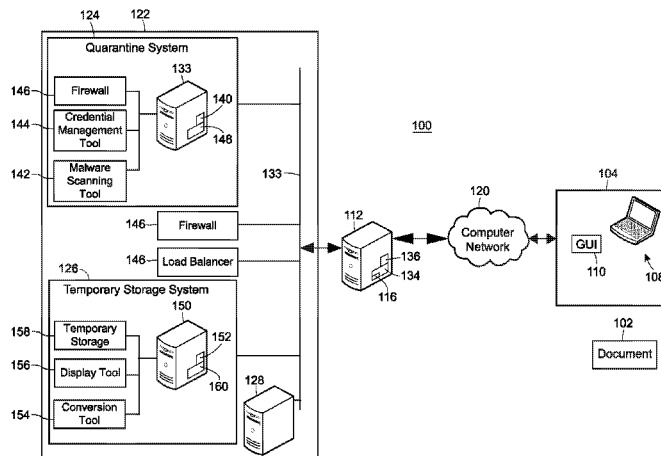 124
122
Quarantine System
146
Firewall
133
140
144
Credential
Management
Tool
148
142
Malware
Scanning
Tool
133
100
104
146
Firewall
112
120
Computer
Network
GUI
110
108
146
Load Balancer
136
134
116
126
Temporary Storage System
150
102
Document
158
Temporary
Storage
152
156
Display Tool
160
128
154
Conversion
Tool